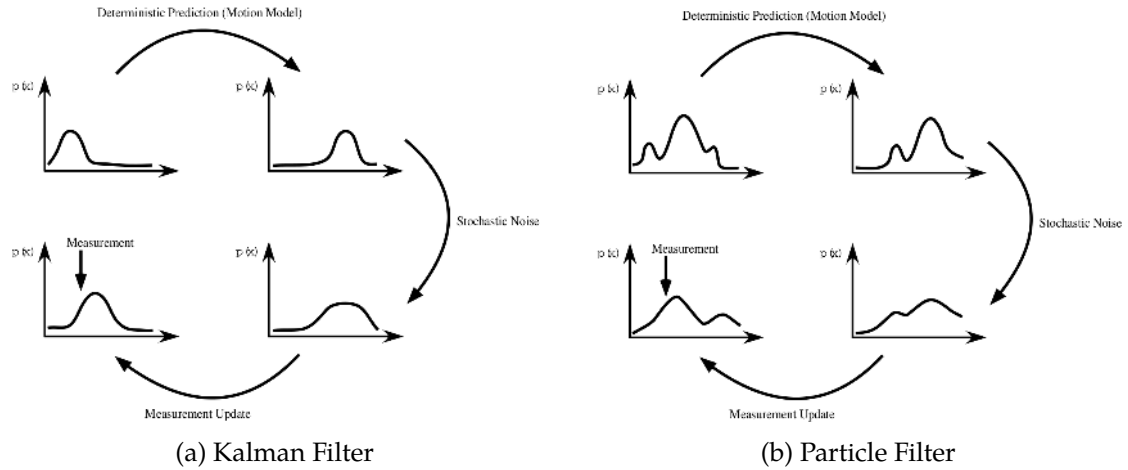 Deterministic Prediction (Motion Model)
p (x)
p (x)
Stochastic Noise
Measurement
p (x)
p (x)
Measurement Update
(a) Kalman Filter
Deterministic Prediction (Motion Model)
p (x)
p (x)
Stochastic Noise
Measurement
p (x)
p (x)
Measurement Update
(b) Particle Filter